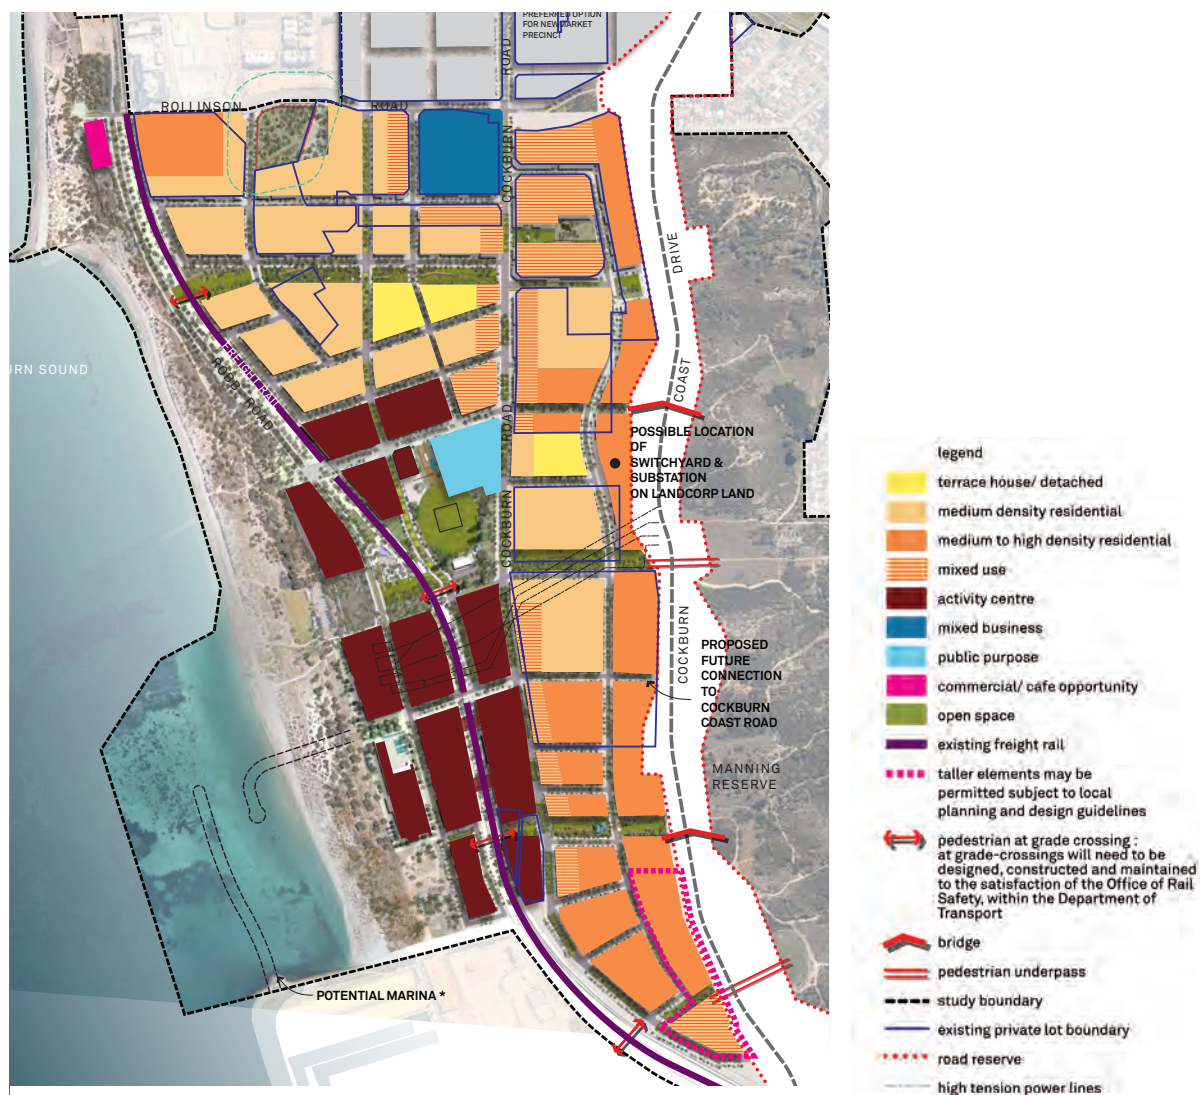 PREFERRED OPTION
FOR NEWMARKET
PRECINCT
ROAD
ROLLINSON
ROAD
COCKBURN
DRIVE
COAST
COCKBURN
URN SOUND
FREIGHT RAIL
ROBB ROAD
ROAD
COCKBURN
POSSIBLE LOCATION
OF
SWITCHYARD &
SUBSTATION
ON LANDCORP LAND
PROPOSED
FUTURE
CONNECTION
TO
COCKBURN
COAST ROAD
MANNING
RESERVE
POTENTIAL MARINA *
legend
terrace house/ detached
medium density residential
medium to high density residential
mixed use
activity centre
mixed business
public purpose
commercial/ cafe opportunity
open space
existing freight rail
taller elements may be
permitted subject to local
planning and design guidelines
pedestrian at grade crossing :
at grade-crossings will need to be
designed, constructed and maintained
to the satisfaction of the Office of Rail
Safety, within the Department of
Transport
bridge
pedestrian underpass
study boundary
existing private lot boundary
road reserve
high tension power lines